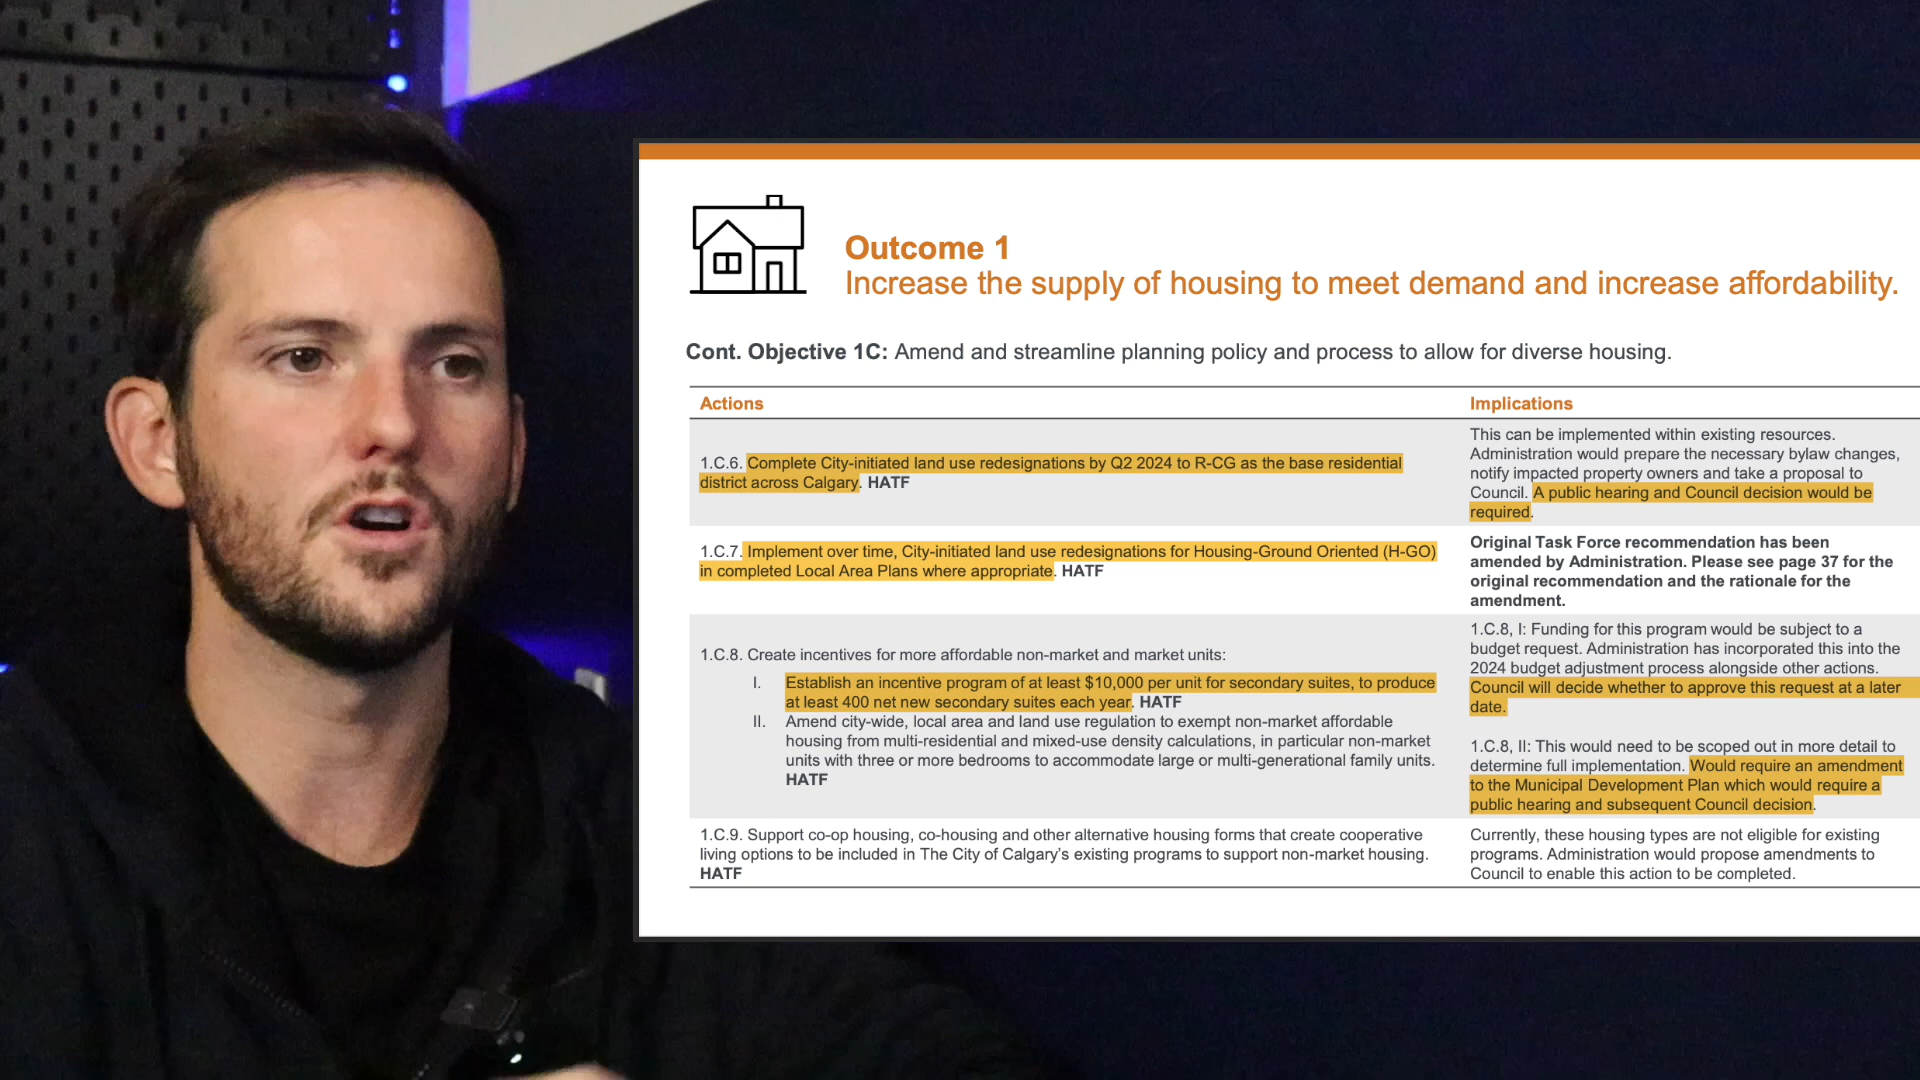 Outcome 1
Increase the supply of housing to meet demand and increase affordability.
Cont. Objective 1C: Amend and streamline planning policy and process to allow for diverse housing.
Actions
Implications
1.C.6. Complete City-initiated land use redesignations by Q2 2024 to R-CG as the base residential
district across Calgary. HATF
This can be implemented within existing resources.
Administration would prepare the necessary bylaw changes,
notify impacted property owners and take a proposal to
Council. A public hearing and Council decision would be
required.
1.C.7. Implement over time, City-initiated land use redesignations for Housing-Ground Oriented (H-GO)
in completed Local Area Plans where appropriate. HATF
Original Task Force recommendation has been
amended by Administration. Please see page 37 for the
original recommendation and the rationale for the
amendment.
1.C.8. Create incentives for more affordable non-market and market units:
I. Establish an incentive program of at least $10,000 per unit for secondary suites, to produce
at least 400 net new secondary suites each year. HATF
II. Amend city-wide, local area and land use regulation to exempt non-market affordable
housing from multi-residential and mixed-use density calculations, in particular non-market
units with three or more bedrooms to accommodate large or multi-generational family units.
HATF
1.C.8, I: Funding for this program would be subject to a
budget request. Administration has incorporated this into the
2024 budget adjustment process alongside other actions.
Council will decide whether to approve this request at a later
date.
1.C.8, II: This would need to be scoped out in more detail to
determine full implementation. Would require an amendment
to the Municipal Development Plan which would require a
public hearing and subsequent Council decision.
1.C.9. Support co-op housing, co-housing and other alternative housing forms that create cooperative
living options to be included in The City of Calgary's existing programs to support non-market housing.
HATF
Currently, these housing types are not eligible for existing
programs. Administration would propose amendments to
Council to enable this action to be completed.